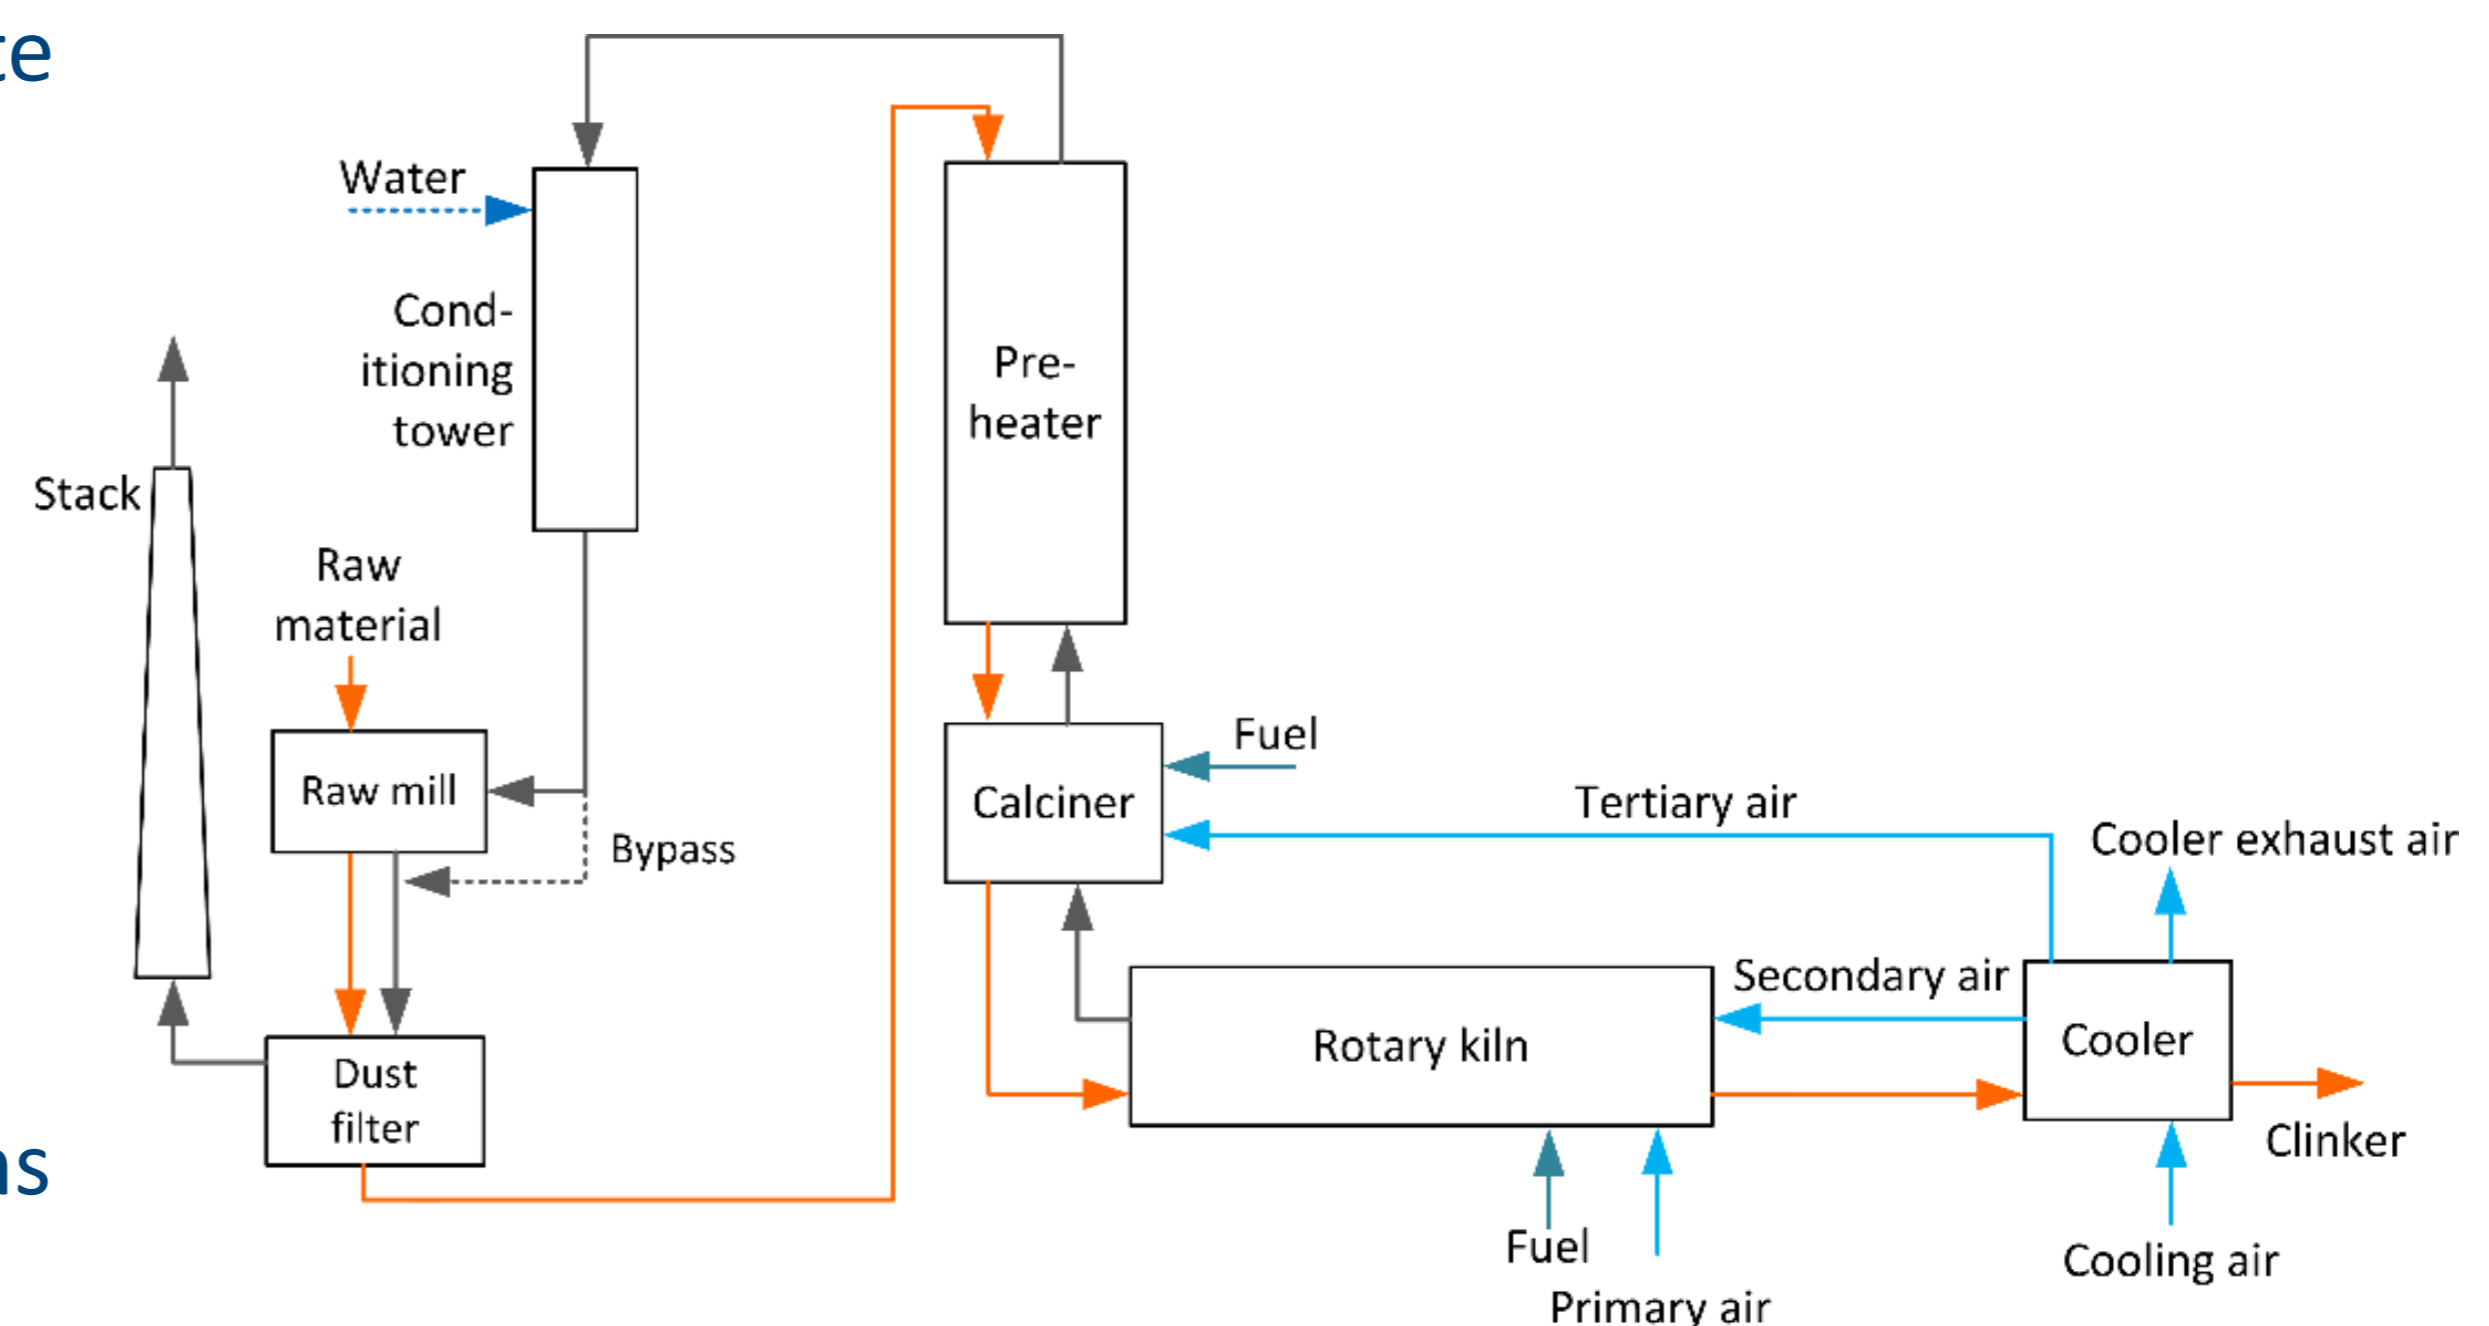 Water
Cond-
itioning
tower
Pre-
heater
Stack
Raw
material
Raw mill
Bypass
Dust
filter
Fuel
Calciner
Tertiary air
Cooler exhaust air
Secondary air
Rotary kiln
Cooler
Clinker
Fuel
Primary air
Cooling air